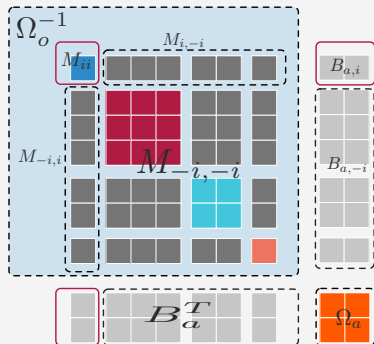 Ω_o^{-1}
M_{ii}
M_{i,-i}
B_{a,i}
M_{-i,i}
M_{-i,-i}
B_{a,-i}
B_a^T
Ω_a